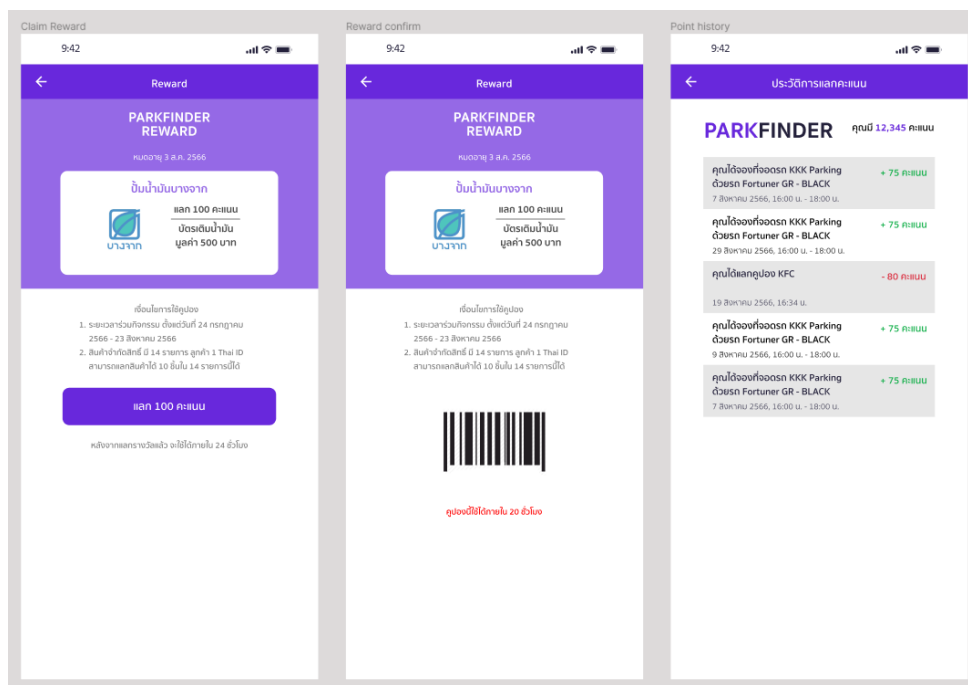 Claim Reward
9:42
Reward
PARKFINDER
REWARD
หมดอายุ 3 ส.ค. 2566
ปั้มน้ำมันบางจาก
แลก 100 คะแนน
บัตรเติมน้ำมัน
มูลค่า 500 บาท
บางจาก
เงื่อนไขการใช้คูปอง
1. ระยะเวลาร่วมกิจกรรม ตั้งแต่วันที่ 24 กรกฎาคม
2566 - 23 สิงหาคม 2566
2. สินค้าจำกัดสิทธิ์ มี 14 รายการ ลูกค้า 1 Thai ID
สามารถแลกสินค้าได้ 10 ชิ้นใน 14 รายการนี้ได้
แลก 100 คะแนน
หลังจากแลกรางวัลแล้ว จะใช้ได้ภายใน 24 ชั่วโมง
Reward confirm
9:42
Reward
PARKFINDER
REWARD
หมดอายุ 3 ส.ค. 2566
ปั้มน้ำมันบางจาก
แลก 100 คะแนน
บัตรเติมน้ำมัน
มูลค่า 500 บาท
บางจาก
เงื่อนไขการใช้คูปอง
1. ระยะเวลาร่วมกิจกรรม ตั้งแต่วันที่ 24 กรกฎาคม
2566 - 23 สิงหาคม 2566
2. สินค้าจำกัดสิทธิ์ มี 14 รายการ ลูกค้า 1 Thai ID
สามารถแลกสินค้าได้ 10 ชิ้นใน 14 รายการนี้ได้
คูปองนี้ใช้ได้ภายใน 20 ชั่วโมง
Point history
9:42
ประวัติการแลกคะแนน
PARKFINDER คุณมี 12,345 คะแนน
คุณได้จองที่จอดรถ KKK Parking + 75 คะแนน
ด้วยรถ Fortuner GR - BLACK
7 สิงหาคม 2566, 16:00 น. - 18:00 น.
คุณได้จองที่จอดรถ KKK Parking + 75 คะแนน
ด้วยรถ Fortuner GR - BLACK
29 สิงหาคม 2566, 16:00 น. - 18:00 น.
คุณได้แลกคูปอง KFC - 80 คะแนน
19 สิงหาคม 2566, 16:34 น.
คุณได้จองที่จอดรถ KKK Parking + 75 คะแนน
ด้วยรถ Fortuner GR - BLACK
9 สิงหาคม 2566, 16:00 น. - 18:00 น.
คุณได้จองที่จอดรถ KKK Parking + 75 คะแนน
ด้วยรถ Fortuner GR - BLACK
7 สิงหาคม 2566, 16:00 น. - 18:00 น.